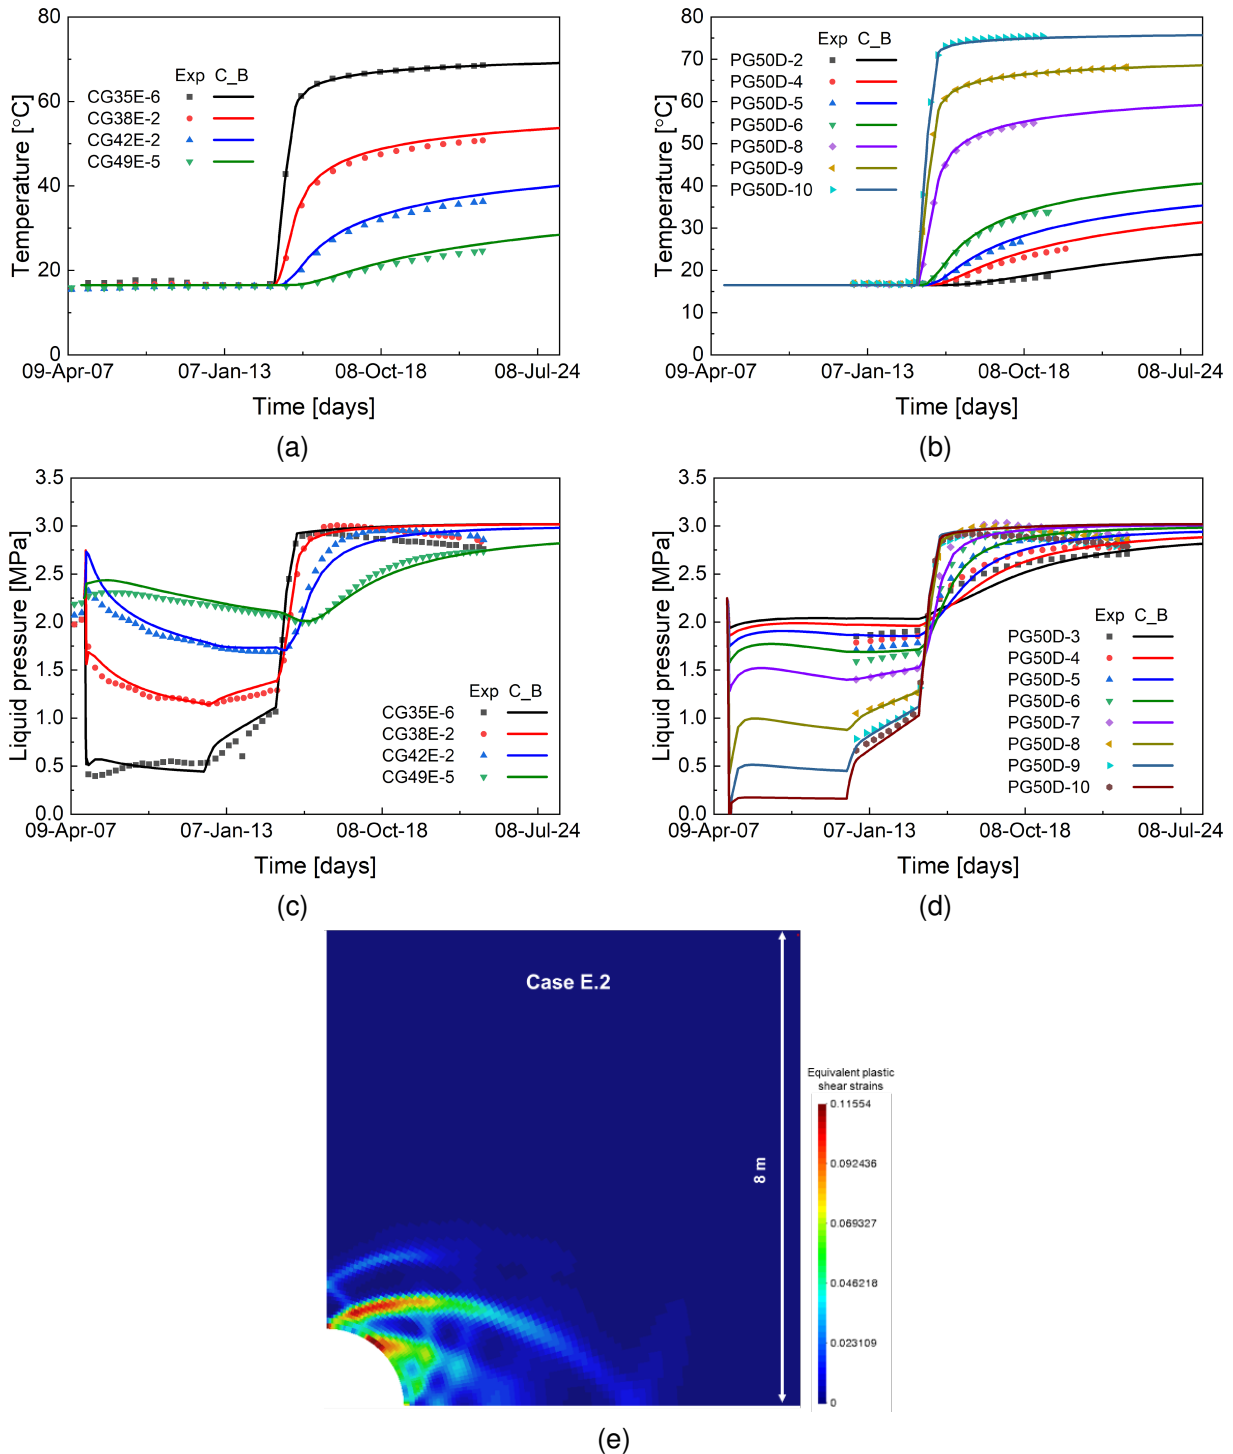 80
60
40
20
0
Temperature [°C]
Exp C_B
CG35E-6
CG38E-2
CG42E-2
CG49E-5
09-Apr-07 07-Jan-13 08-Oct-18 08-Jul-24
Time [days]
(a)
80
70
60
50
40
30
20
10
0
Temperature [°C]
Exp C_B
PG50D-2
PG50D-4
PG50D-5
PG50D-6
PG50D-8
PG50D-9
PG50D-10
09-Apr-07 07-Jan-13 08-Oct-18 08-Jul-24
Time [days]
(b)
3.5
3.0
2.5
2.0
1.5
1.0
0.5
0.0
Liquid pressure [MPa]
Exp C_B
CG35E-6
CG38E-2
CG42E-2
CG49E-5
09-Apr-07 07-Jan-13 08-Oct-18 08-Jul-24
Time [days]
(c)
3.5
3.0
2.5
2.0
1.5
1.0
0.5
0.0
Liquid pressure [MPa]
Exp C_B
PG50D-3
PG50D-4
PG50D-5
PG50D-6
PG50D-7
PG50D-8
PG50D-9
PG50D-10
09-Apr-07 07-Jan-13 08-Oct-18 08-Jul-24
Time [days]
(d)
Case E.2
8 m
Equivalent plastic
shear strains
0.11554
0.092436
0.069327
0.046218
0.023109
0
(e)